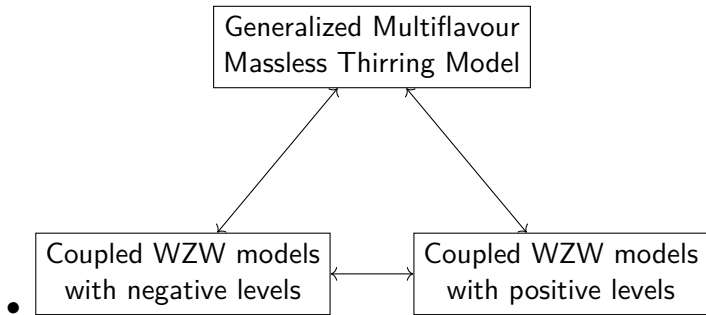 Generalized Multiflavour
Massless Thirring Model
Coupled WZW models
with negative levels
Coupled WZW models
with positive levels